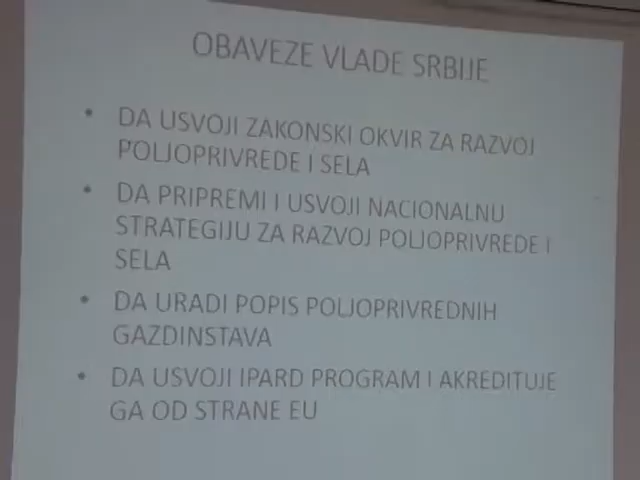 OBAVEZE VLADE SRBIJE
• DA USVOJI ZAKONSKI OKVIR ZA RAZVOJ
POLJOPRIVREDE I SELA
• DA PRIPREMI I USVOJI NACIONALNU
STRATEGIJU ZA RAZVOJ POLJOPRIVREDE I
SELA
• DA URADI POPIS POLJOPRIVREDNIH
GAZDINSTAVA
• DA USVOJI IPARD PROGRAM I AKREDITUJE
GA OD STRANE EU